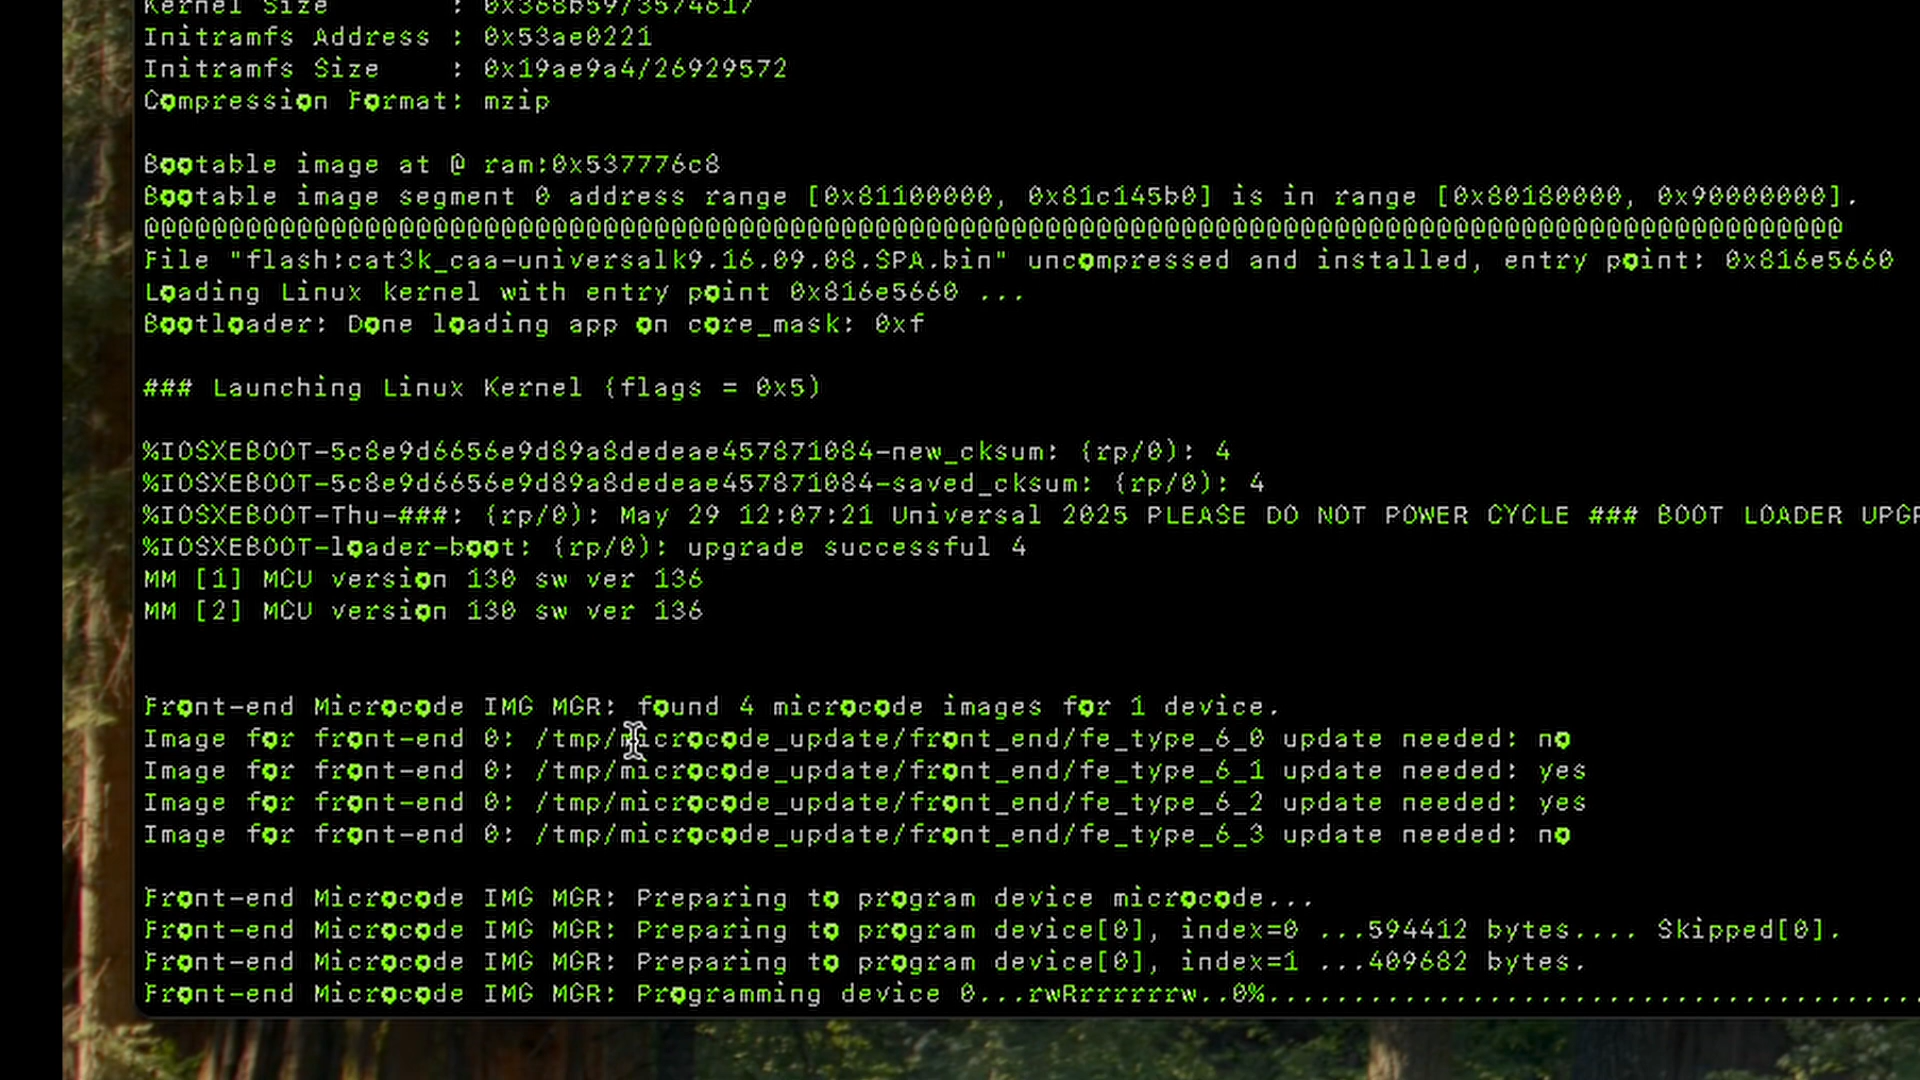 Kernel Size      : 0x368b59/3574617
Initramfs Address : 0x53ae0221
Initramfs Size    : 0x19ae9a4/26929572
Compression Format: mzip
Bootable image at @ ram:0x537776c8
Bootable image segment 0 address range [0x81100000, 0x81c145b0] is in range [0x80180000, 0x90000000].
@@@@@@@@@@@@@@@@@@@@@@@@@@@@@@@@@@@@@@@@@@@@@@@@@@@@@@@@@@@@@@@@@@@@@@@@@@@@@@@@@@@@@@@@@@@@@@@@@@@@
File "flash:cat3k_caa-universalk9.16.09.08.SPA.bin" uncompressed and installed, entry point: 0x816e5660
Loading Linux kernel with entry point 0x816e5660 ...
Bootloader: Done loading app on core_mask: 0xf
### Launching Linux Kernel (flags = 0x5)
%IOSXEBOOT-5c8e9d6656e9d89a8dedeae457871084-new_cksum: (rp/0): 4
%IOSXEBOOT-5c8e9d6656e9d89a8dedeae457871084-saved_cksum: (rp/0): 4
%IOSXEBOOT-Thu-###: (rp/0): May 29 12:07:21 Universal 2025 PLEASE DO NOT POWER CYCLE ### BOOT LOADER UPGR
%IOSXEBOOT-loader-boot: (rp/0): upgrade successful 4
MM [1] MCU version 130 sw ver 136
MM [2] MCU version 130 sw ver 136
Front-end Microcode IMG MGR: found 4 microcode images for 1 device.
Image for front-end 0: /tmp/microcode_update/front_end/fe_type_6_0 update needed: no
Image for front-end 0: /tmp/microcode_update/front_end/fe_type_6_1 update needed: yes
Image for front-end 0: /tmp/microcode_update/front_end/fe_type_6_2 update needed: yes
Image for front-end 0: /tmp/microcode_update/front_end/fe_type_6_3 update needed: no
Front-end Microcode IMG MGR: Preparing to program device microcode...
Front-end Microcode IMG MGR: Preparing to program device[0], index=0 ...594412 bytes.... Skipped[0].
Front-end Microcode IMG MGR: Preparing to program device[0], index=1 ...409682 bytes.
Front-end Microcode IMG MGR: Programming device 0...rwRrrrrrrw..0%.......................................